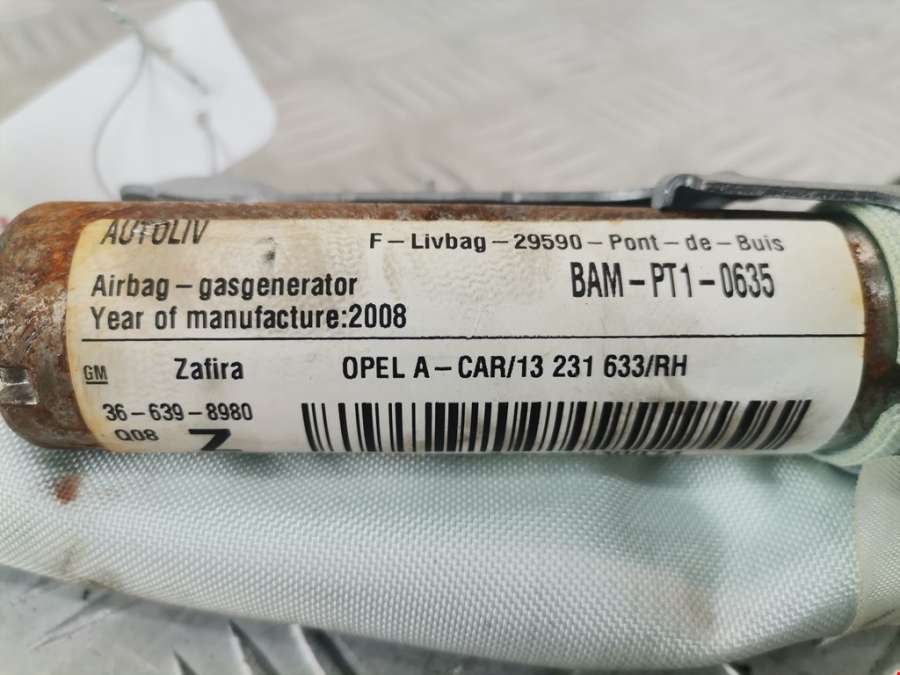 AUTOLIV
F-Livbag-29590-Pont-de-Buis
Airbag-gasgenerator
BAM-PT1-0635
Year of manufacture:2008
GM
Zafira
OPEL A-CAR/13 231 633/RH
36-639-8980
Q08